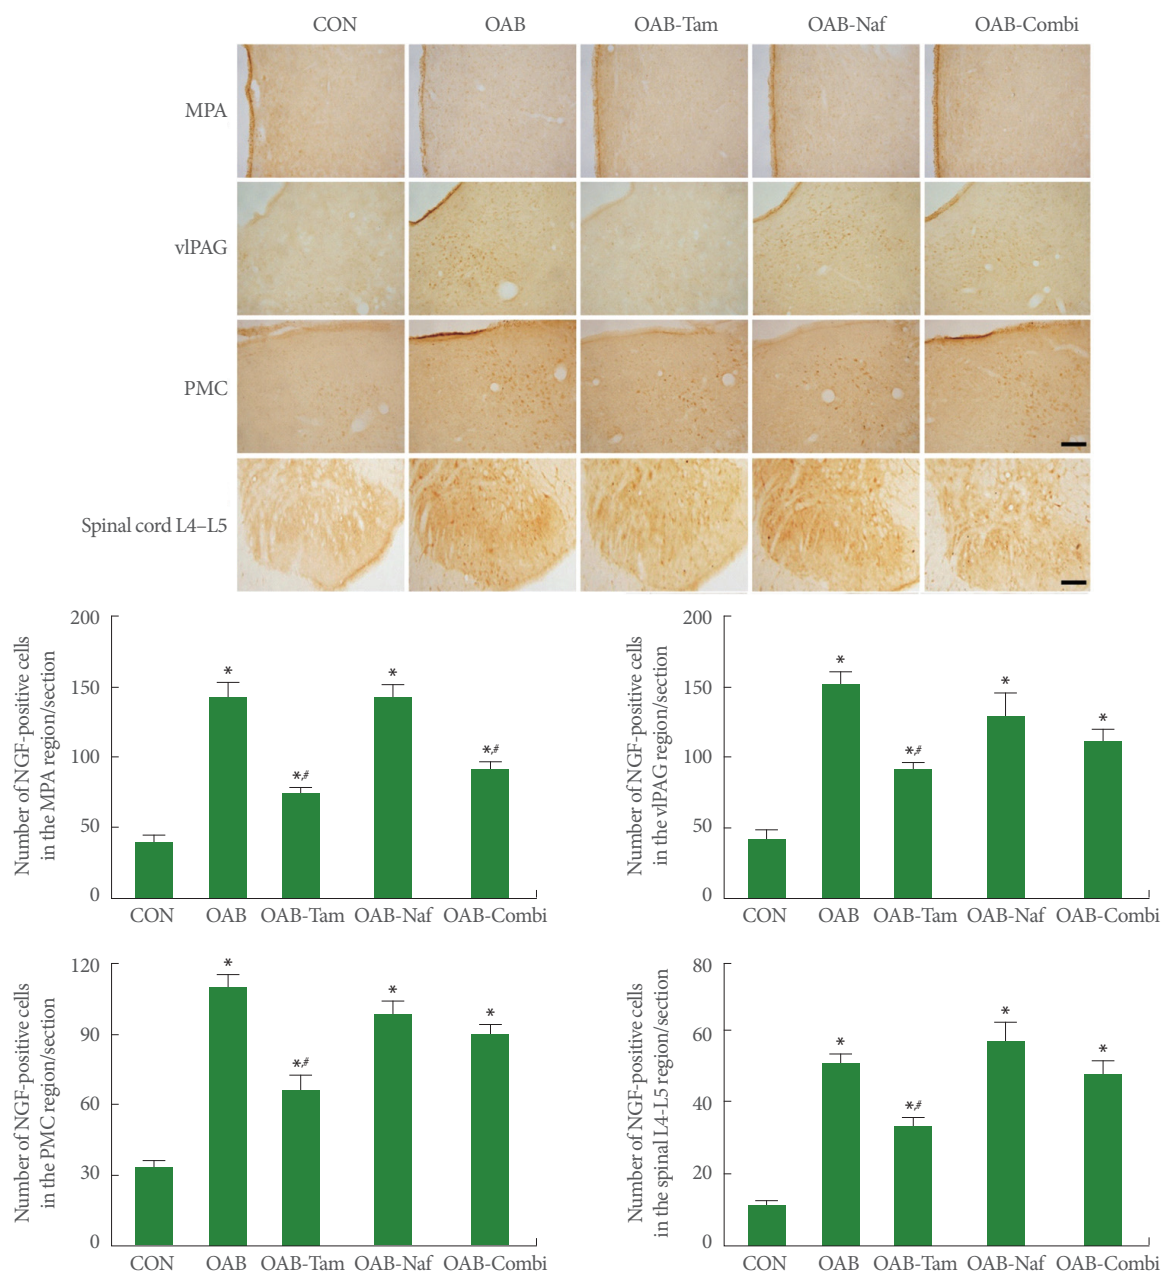 CON OAB OAB-Tam OAB-Naf OAB-Combi
MPA
vlPAG
PMC
Spinal cord L4–L5
Number of NGF-positive cells
in the MPA region/section
200
150
100
50
0
*
*,#
*
*,#
CON OAB OAB-Tam OAB-Naf OAB-Combi
Number of NGF-positive cells
in the vlPAG region/section
200
150
100
50
0
*
*,#
*
*
CON OAB OAB-Tam OAB-Naf OAB-Combi
Number of NGF-positive cells
in the PMC region/section
120
90
60
30
0
*
*,#
*
*
CON OAB OAB-Tam OAB-Naf OAB-Combi
Number of NGF-positive cells
in the spinal L4-L5 region/section
80
60
40
20
0
*
*,#
*
*
CON OAB OAB-Tam OAB-Naf OAB-Combi